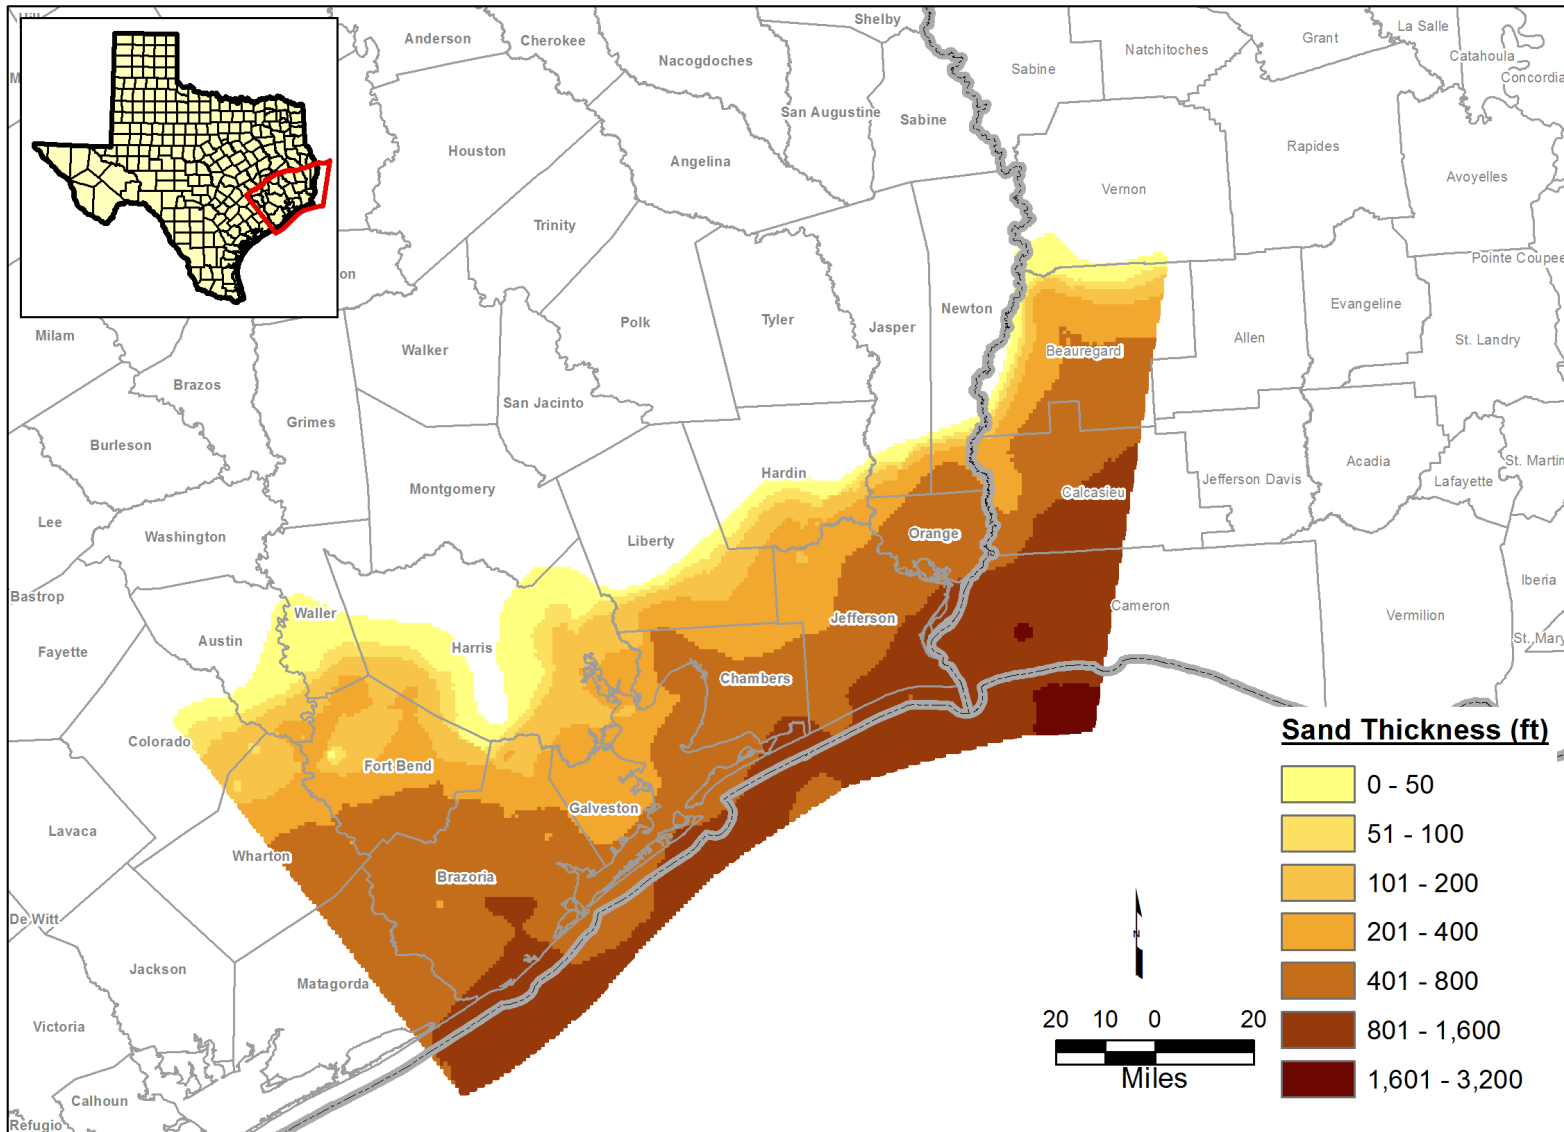 Shelby
Anderson
Cherokee
Nacogdoches
San Augustine
Sabine
Sabine
Natchitoches
Grant
La Salle
Catahoula
Concordia
Houston
Angelina
Vernon
Rapides
Avoyelles
Trinity
Pointe Coupee
Milam
Walker
Polk
Tyler
Jasper
Newton
Beauregard
Allen
Evangeline
St. Landry
Brazos
San Jacinto
Grimes
Burleson
Hardin
Montgomery
Calcasieu
Jefferson Davis
Acadia
Lafayette
St. Martin
Lee
Washington
Liberty
Orange
Bastrop
Waller
Austin
Harris
Jefferson
Cameron
Vermilion
Iberia
St. Mary
Fayette
Chambers
Colorado
Fort Bend
Galveston
Lavaca
Wharton
Brazoria
De Witt
Jackson
Matagorda
Victoria
Calhoun
Refugio
Sand Thickness (ft)
0 - 50
51 - 100
101 - 200
201 - 400
401 - 800
801 - 1,600
1,601 - 3,200
N
20 10 0 20
Miles